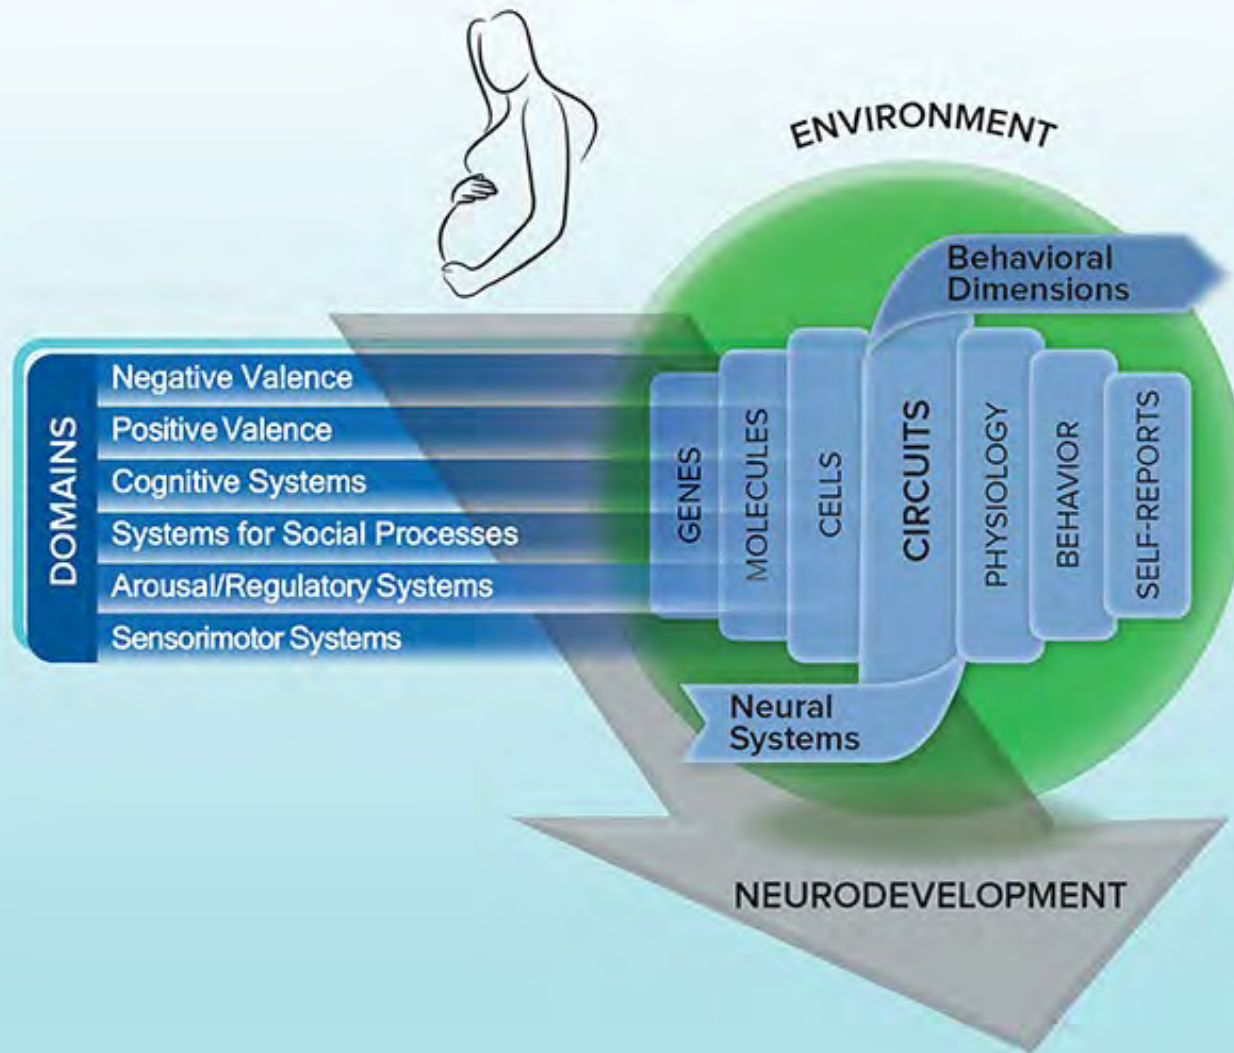 ENVIRONMENT
Behavioral
Dimensions
DOMAINS
Negative Valence
Positive Valence
Cognitive Systems
Systems for Social Processes
Arousal/Regulatory Systems
Sensorimotor Systems
GENES
MOLECULES
CELLS
CIRCUITS
PHYSIOLOGY
BEHAVIOR
SELF-REPORTS
Neural
Systems
NEURODEVELOPMENT